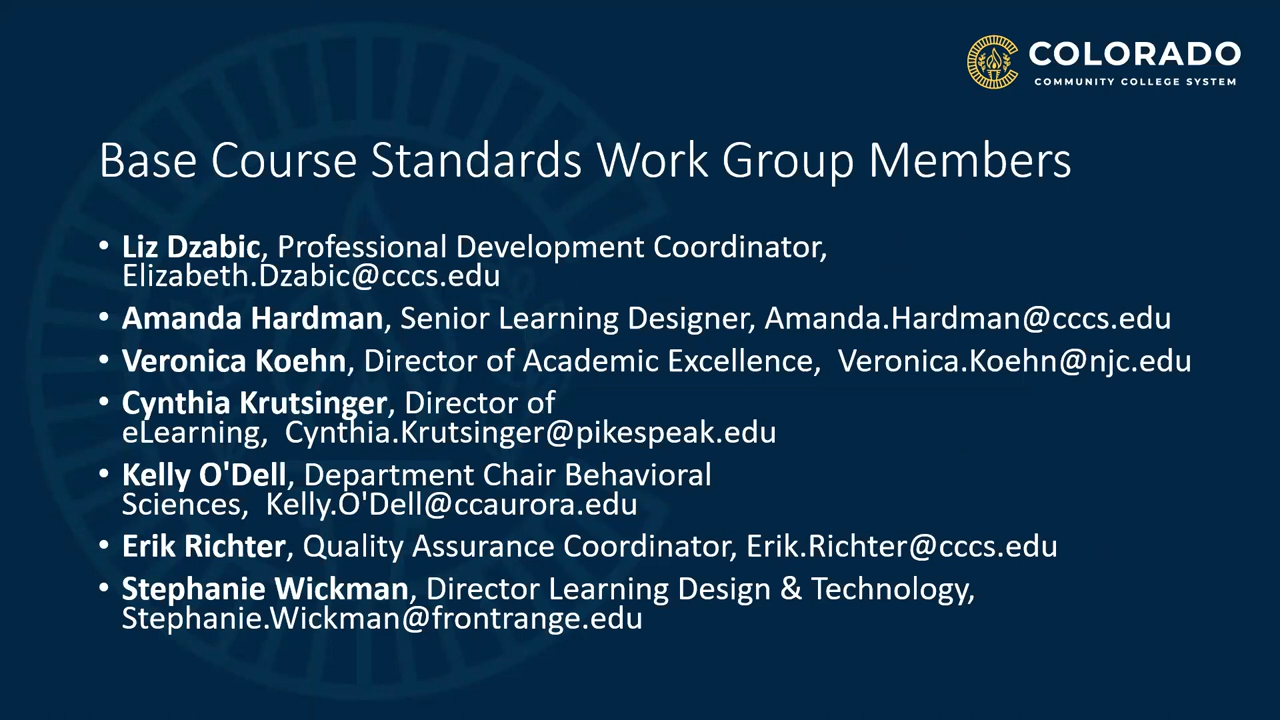 COLORADO
COMMUNITY COLLEGE SYSTEM
Base Course Standards Work Group Members
• Liz Dzabic, Professional Development Coordinator,
Elizabeth.Dzabic@cccs.edu
• Amanda Hardman, Senior Learning Designer, Amanda.Hardman@cccs.edu
• Veronica Koehn, Director of Academic Excellence,  Veronica.Koehn@njc.edu
• Cynthia Krutsinger, Director of
eLearning,  Cynthia.Krutsinger@pikespeak.edu
• Kelly O'Dell, Department Chair Behavioral
Sciences,  Kelly.O'Dell@ccaurora.edu
• Erik Richter, Quality Assurance Coordinator, Erik.Richter@cccs.edu
• Stephanie Wickman, Director Learning Design & Technology,
Stephanie.Wickman@frontrange.edu